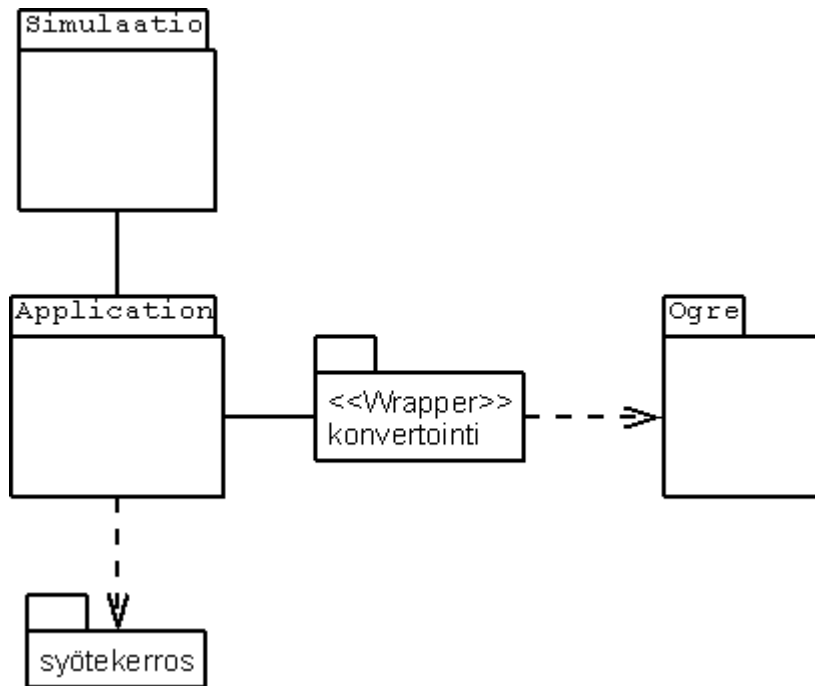 Simulaatio
Application
Ogre
<<Wrapper>>
konvertointi
syötekerros